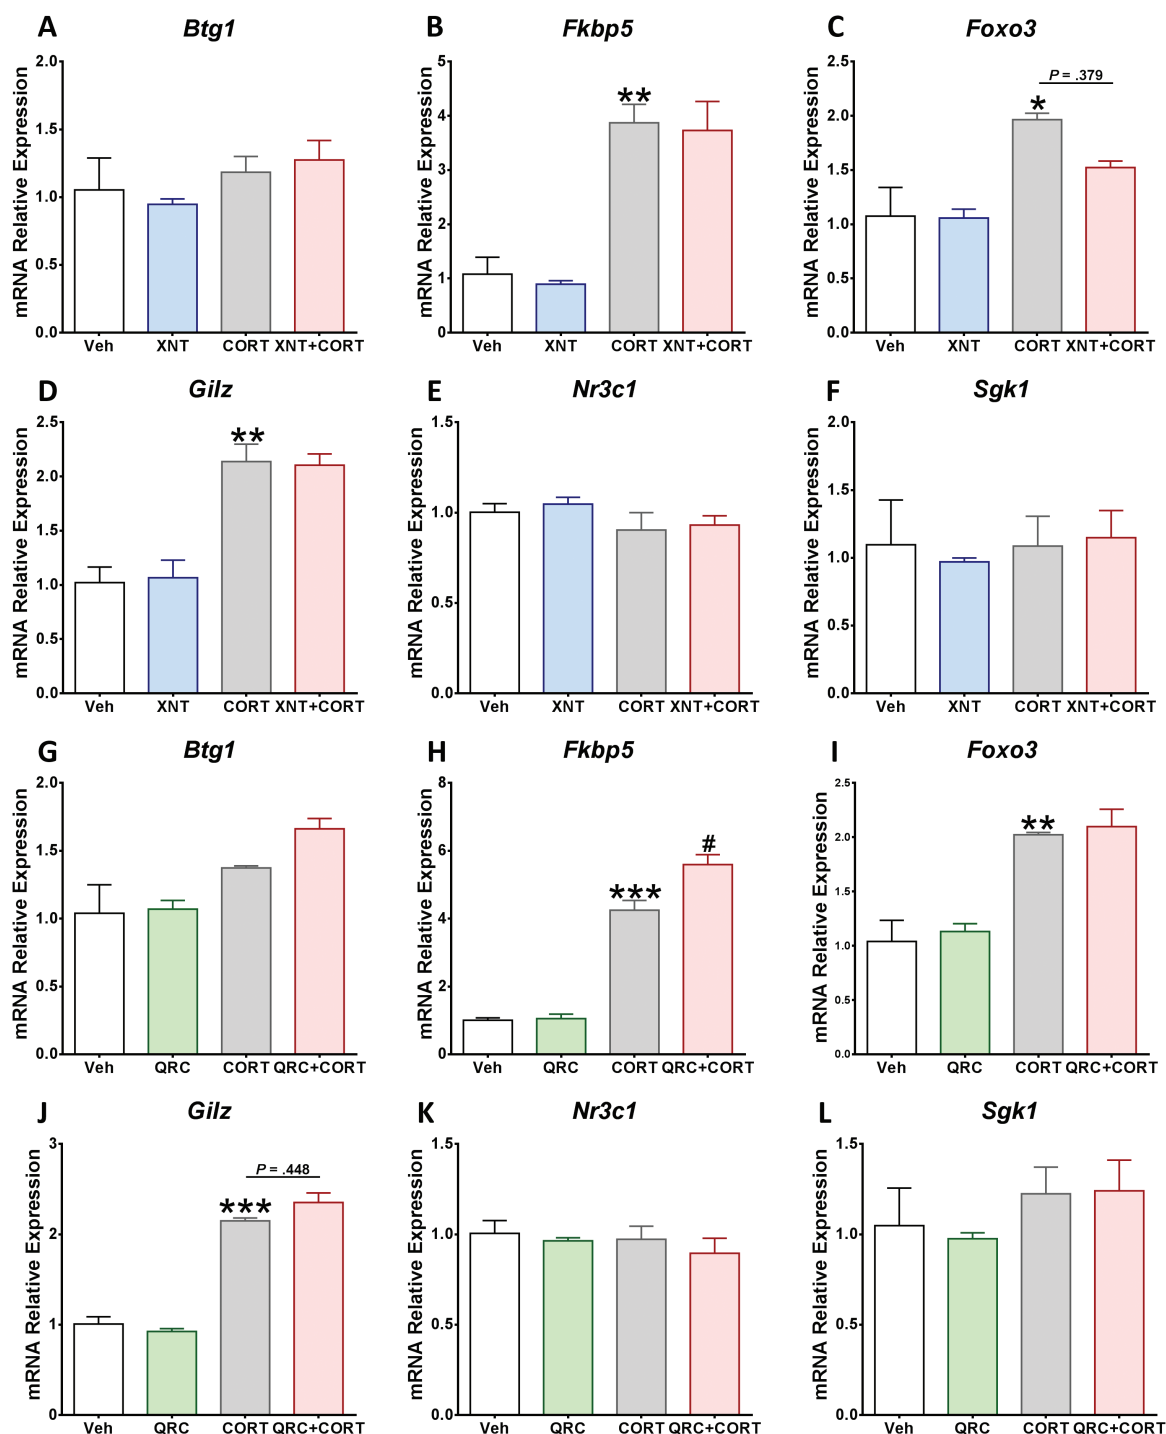 A
Btg1
mRNA Relative Expression
2.0
1.5
1.0
0.5
0.0
Veh XNT CORT XNT+CORT
B
Fkbp5
mRNA Relative Expression
5
4
3
2
1
0
**
Veh XNT CORT XNT+CORT
C
Foxo3
mRNA Relative Expression
2.5
2.0
1.5
1.0
0.5
0.0
P = .379
*
Veh XNT CORT XNT+CORT
D
Gilz
mRNA Relative Expression
2.5
2.0
1.5
1.0
0.5
0.0
**
Veh XNT CORT XNT+CORT
E
Nr3c1
mRNA Relative Expression
1.5
1.0
0.5
0.0
Veh XNT CORT XNT+CORT
F
Sgk1
mRNA Relative Expression
2.0
1.5
1.0
0.5
0.0
Veh XNT CORT XNT+CORT
G
Btg1
mRNA Relative Expression
2.0
1.5
1.0
0.5
0.0
Veh QRC CORT QRC+CORT
H
Fkbp5
mRNA Relative Expression
8
6
4
2
0
***
#
Veh QRC CORT QRC+CORT
I
Foxo3
mRNA Relative Expression
2.5
2.0
1.5
1.0
0.5
0.0
**
Veh QRC CORT QRC+CORT
J
Gilz
mRNA Relative Expression
3
2
1
0
P = .448
***
Veh QRC CORT QRC+CORT
K
Nr3c1
mRNA Relative Expression
1.5
1.0
0.5
0.0
Veh QRC CORT QRC+CORT
L
Sgk1
mRNA Relative Expression
1.5
1.0
0.5
0.0
Veh QRC CORT QRC+CORT